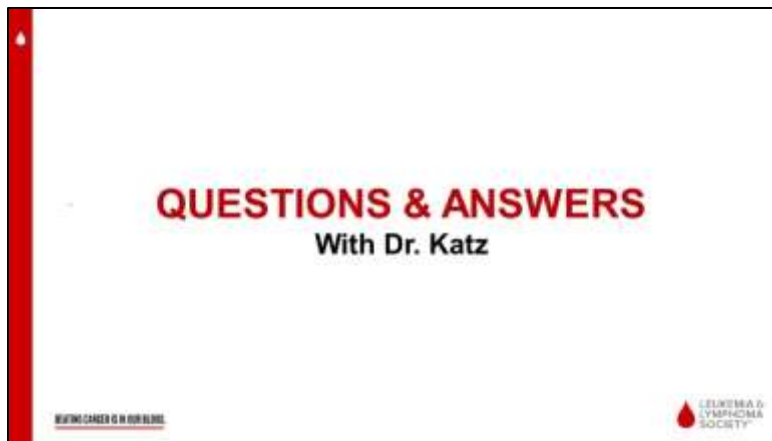 QUESTIONS & ANSWERS
With Dr. Katz
BEATING CANCER IS IN OUR BLOOD.
LEUKEMIA &
LYMPHOMA
SOCIETY